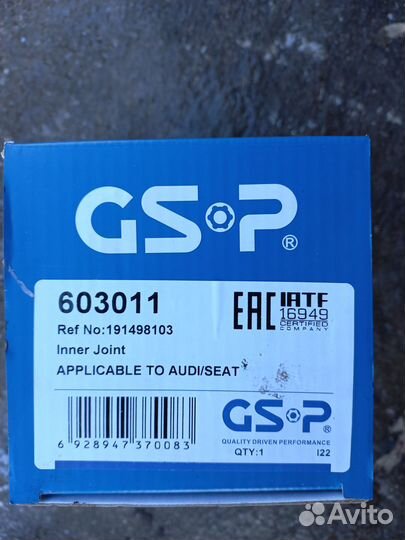 GSP®
603011
Ref No:191498103
Inner Joint
APPLICABLE TO AUDI/SEAT
EAC
IATF
16949
CERTIFIED
COMPANY
6 928947 370083
GSP®
QUALITY DRIVEN PERFORMANCE
QTY:1 I22
Avito